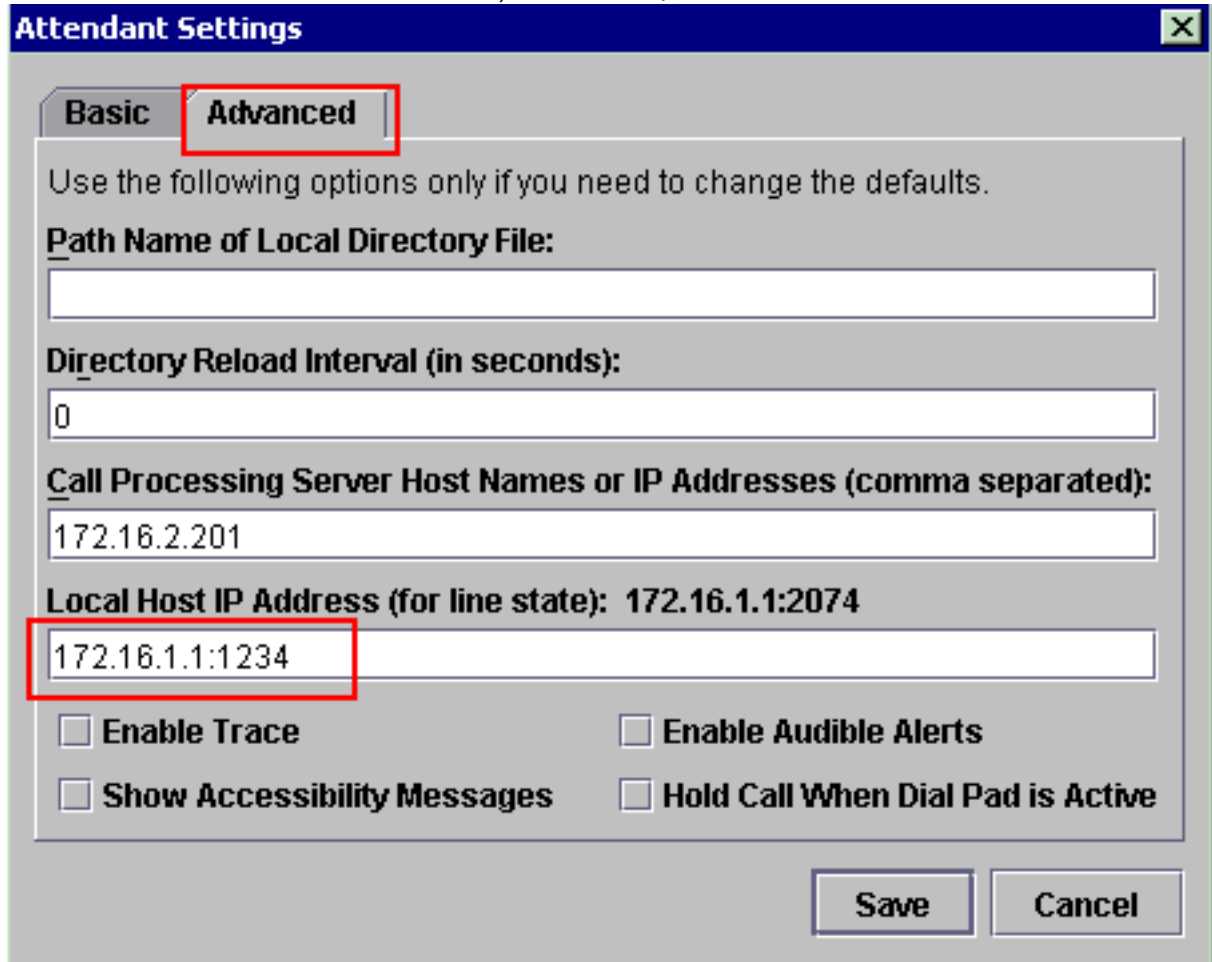 Attendant Settings
Basic Advanced
Use the following options only if you need to change the defaults.
Path Name of Local Directory File:
Directory Reload Interval (in seconds):
0
Call Processing Server Host Names or IP Addresses (comma separated):
172.16.2.201
Local Host IP Address (for line state): 172.16.1.1:2074
172.16.1.1:1234
Enable Trace Enable Audible Alerts
Show Accessibility Messages Hold Call When Dial Pad is Active
Save Cancel